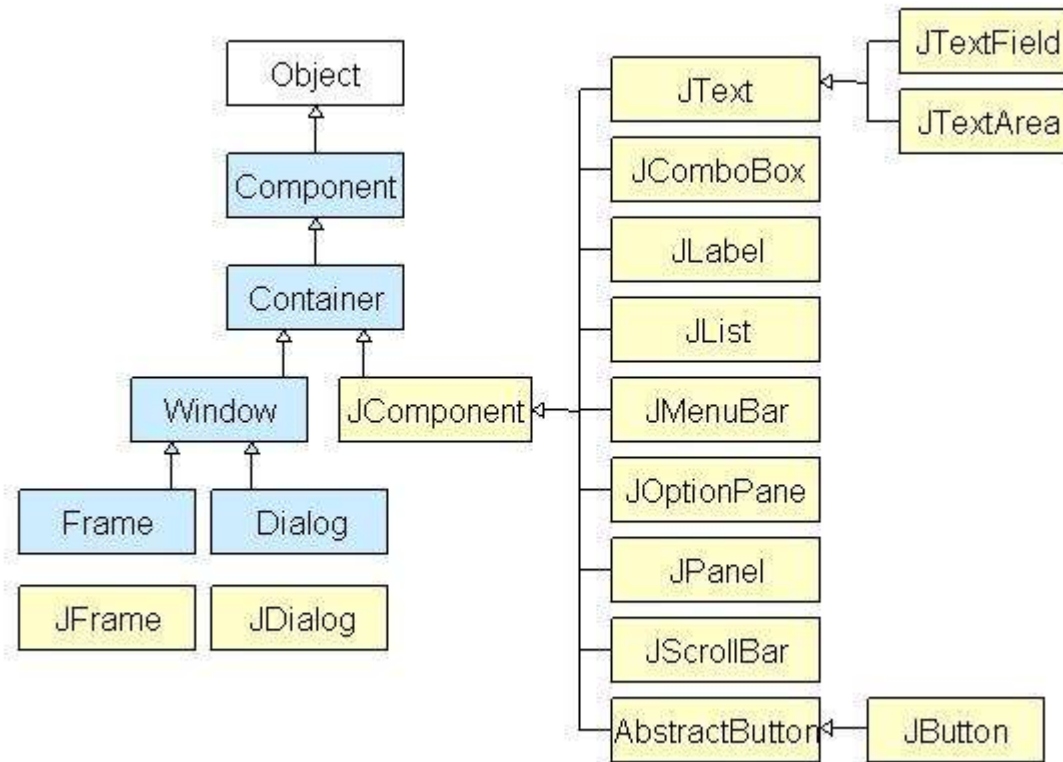 Object
Component
Container
Window
JComponent
Frame
Dialog
JFrame
JDialog
JText
JComboBox
JLabel
JList
JMenuBar
JOptionPane
JPanel
JScrollBar
AbstractButton
JTextField
JTextArea
JButton